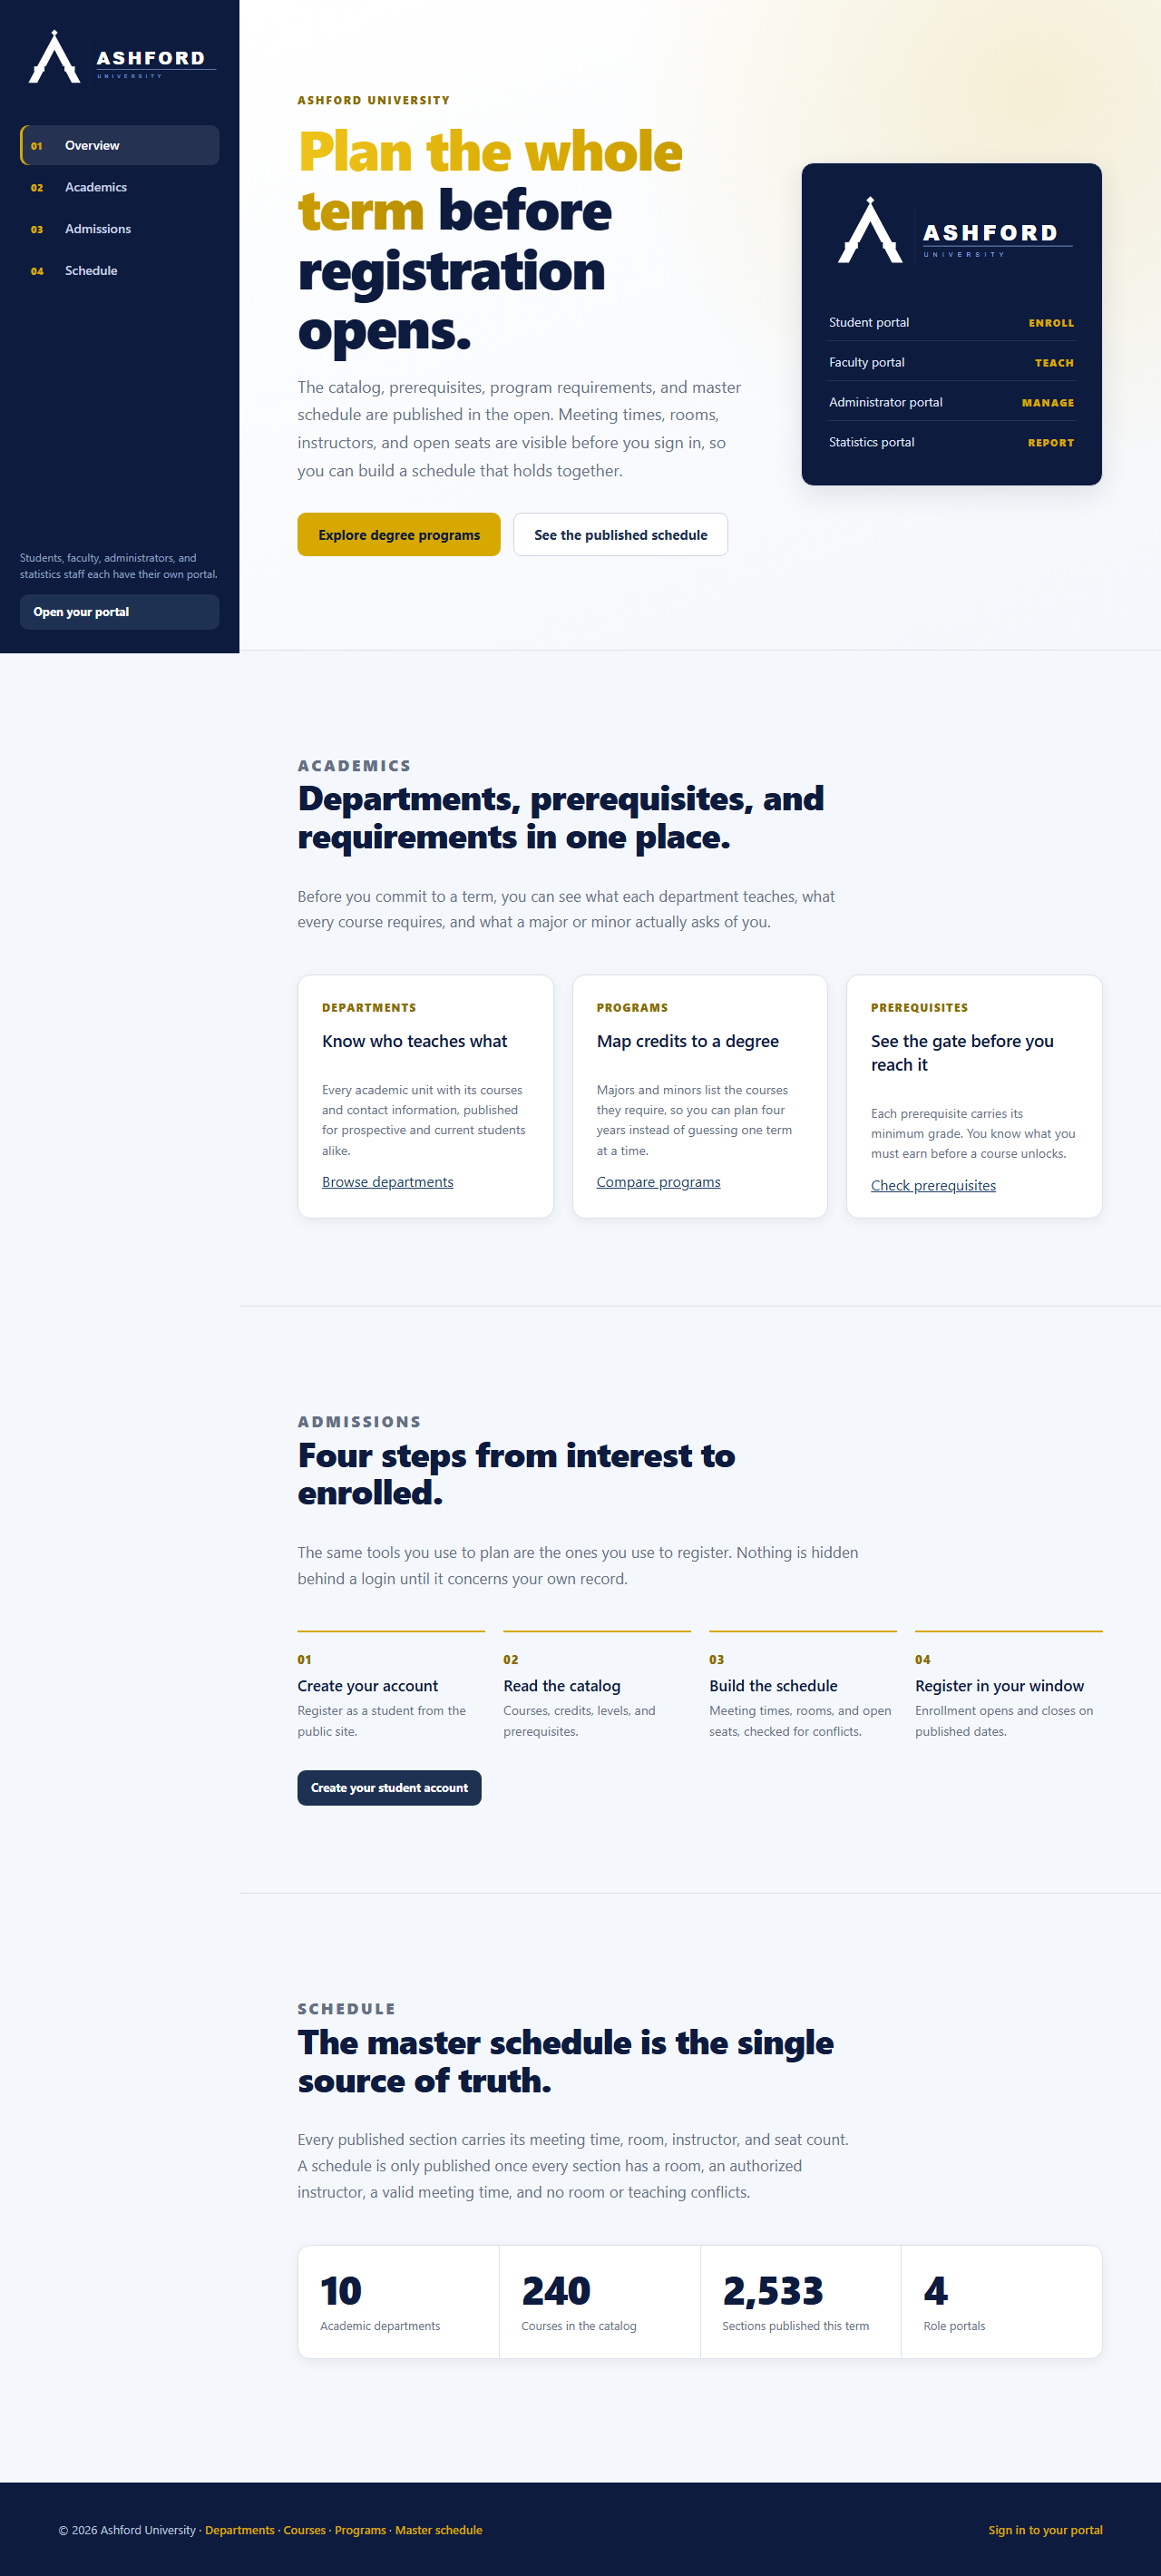 ASHFORD
UNIVERSITY
01 Overview
02 Academics
03 Admissions
04 Schedule
Students, faculty, administrators, and
statistics staff each have their own portal.
Open your portal
ASHFORD UNIVERSITY
Plan the whole
term before
registration
opens.
The catalog, prerequisites, program requirements, and master
schedule are published in the open. Meeting times, rooms,
instructors, and open seats are visible before you sign in, so
you can build a schedule that holds together.
Explore degree programs
See the published schedule
ASHFORD
UNIVERSITY
Student portal ENROLL
Faculty portal TEACH
Administrator portal MANAGE
Statistics portal REPORT
ACADEMICS
Departments, prerequisites, and
requirements in one place.
Before you commit to a term, you can see what each department teaches, what
every course requires, and what a major or minor actually asks of you.
DEPARTMENTS
Know who teaches what
Every academic unit with its courses
and contact information, published
for prospective and current students
alike.
Browse departments
PROGRAMS
Map credits to a degree
Majors and minors list the courses
they require, so you can plan four
years instead of guessing one term
at a time.
Compare programs
PREREQUISITES
See the gate before you
reach it
Each prerequisite carries its
minimum grade. You know what you
must earn before a course unlocks.
Check prerequisites
ADMISSIONS
Four steps from interest to
enrolled.
The same tools you use to plan are the ones you use to register. Nothing is hidden
behind a login until it concerns your own record.
01
Create your account
Register as a student from the
public site.
02
Read the catalog
Courses, credits, levels, and
prerequisites.
03
Build the schedule
Meeting times, rooms, and open
seats, checked for conflicts.
04
Register in your window
Enrollment opens and closes on
published dates.
Create your student account
SCHEDULE
The master schedule is the single
source of truth.
Every published section carries its meeting time, room, instructor, and seat count.
A schedule is only published once every section has a room, an authorized
instructor, a valid meeting time, and no room or teaching conflicts.
10
Academic departments
240
Courses in the catalog
2,533
Sections published this term
4
Role portals
© 2026 Ashford University · Departments · Courses · Programs · Master schedule
Sign in to your portal